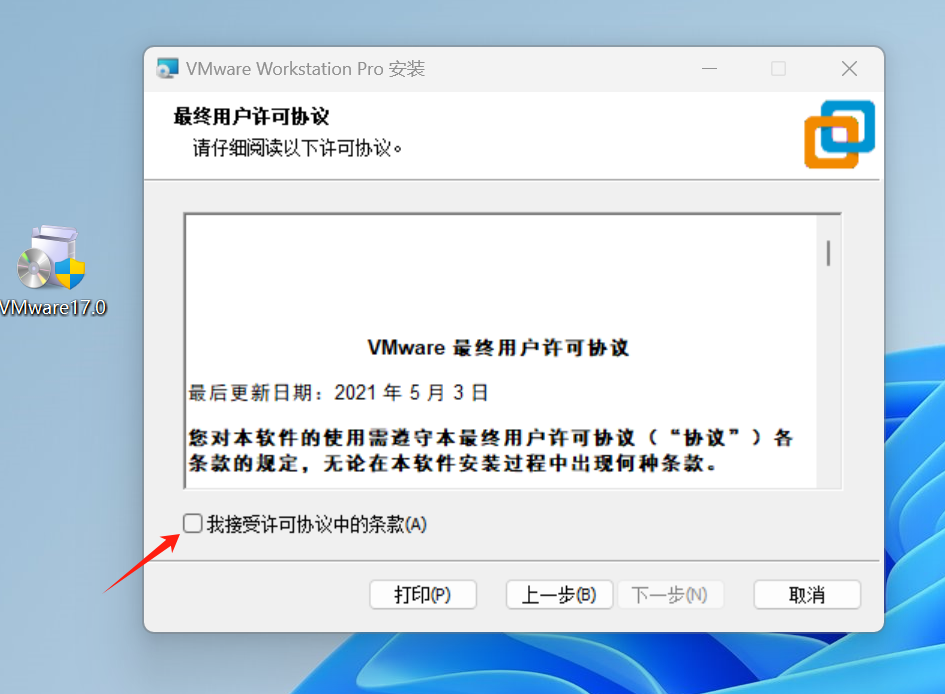 VMware Workstation Pro 安装
最终用户许可协议
请仔细阅读以下许可协议。
VMware17.0
VMware 最终用户许可协议
最后更新日期：2021 年 5 月 3 日
您对本软件的使用需遵守本最终用户许可协议（“协议”）各
条款的规定，无论在本软件安装过程中出现何种条款。
我接受许可协议中的条款(A)
打印(P)
上一步(B)
下一步(N)
取消